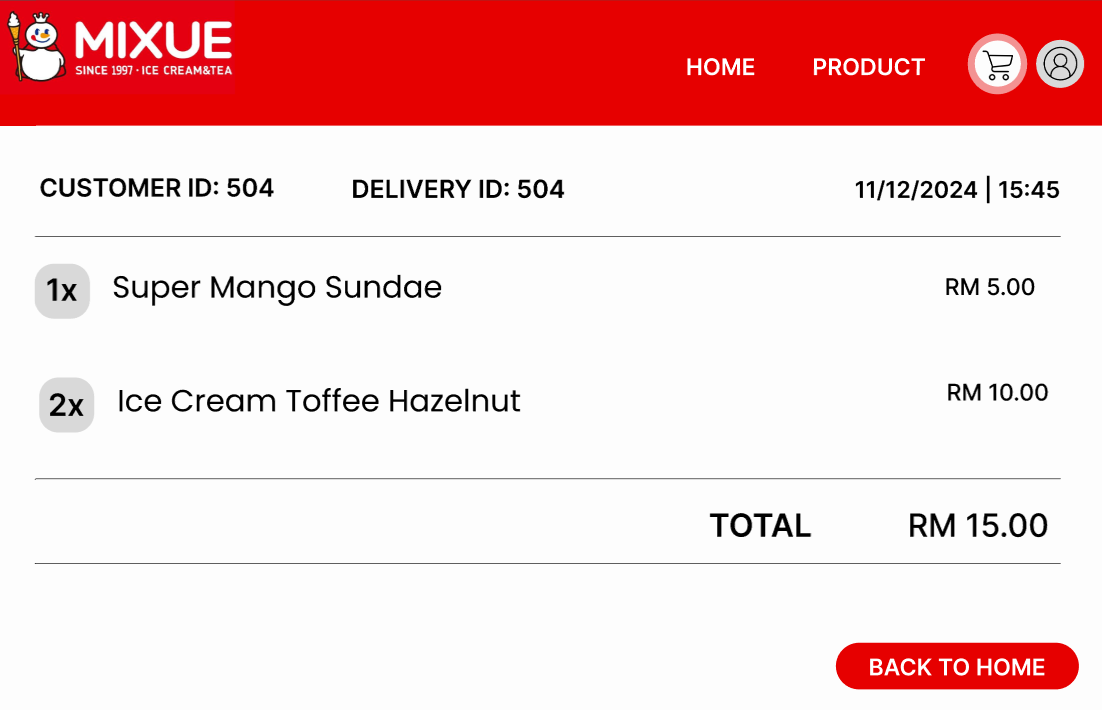 MIXUE
SINCE 1997 · ICE CREAM&TEA
HOME PRODUCT
CUSTOMER ID: 504 DELIVERY ID: 504 11/12/2024 | 15:45
1x Super Mango Sundae RM 5.00
2x Ice Cream Toffee Hazelnut RM 10.00
TOTAL RM 15.00
BACK TO HOME